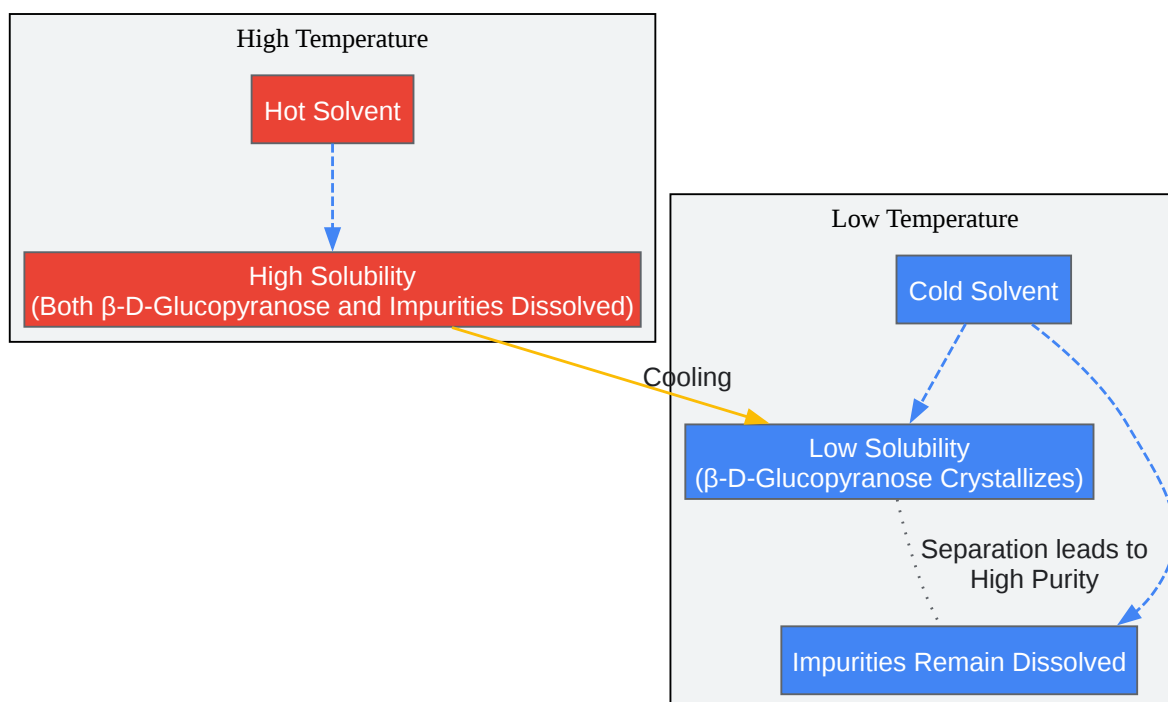 High Temperature
Hot Solvent
High Solubility
(Both β-D-Glucopyranose and Impurities Dissolved)
Cooling
Low Temperature
Cold Solvent
Low Solubility
(β-D-Glucopyranose Crystallizes)
Separation leads to
High Purity
Impurities Remain Dissolved